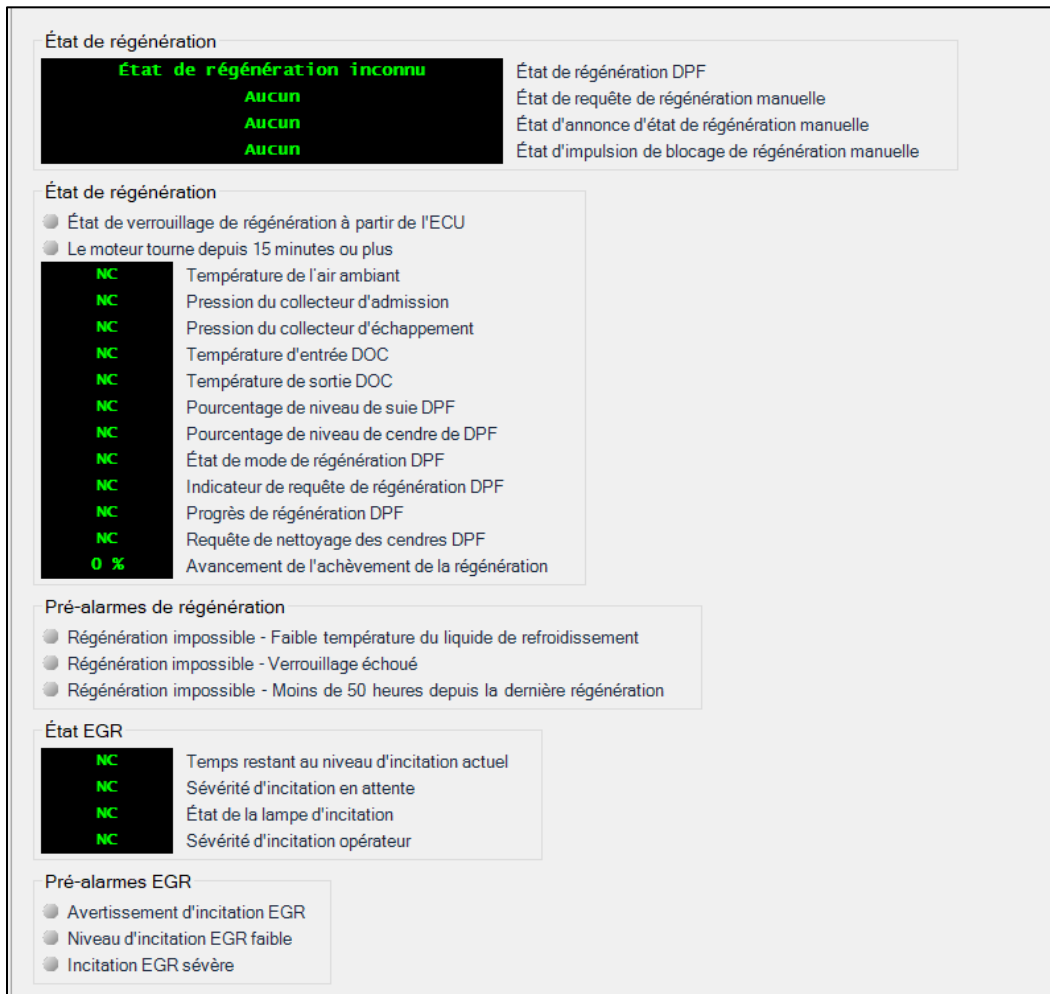 État de régénération
État de régénération inconnu État de régénération DPF
Aucun État de requête de régénération manuelle
Aucun État d'annonce d'état de régénération manuelle
Aucun État d'impulsion de blocage de régénération manuelle
État de régénération
État de verrouillage de régénération à partir de l'ECU
Le moteur tourne depuis 15 minutes ou plus
NC Température de l'air ambiant
NC Pression du collecteur d'admission
NC Pression du collecteur d'échappement
NC Température d'entrée DOC
NC Température de sortie DOC
NC Pourcentage de niveau de suie DPF
NC Pourcentage de niveau de cendre de DPF
NC État de mode de régénération DPF
NC Indicateur de requête de régénération DPF
NC Progrès de régénération DPF
NC Requête de nettoyage des cendres DPF
0 % Avancement de l'achèvement de la régénération
Pré-alarmes de régénération
Régénération impossible - Faible température du liquide de refroidissement
Régénération impossible - Verrouillage échoué
Régénération impossible - Moins de 50 heures depuis la dernière régénération
État EGR
NC Temps restant au niveau d'incitation actuel
NC Sévérité d'incitation en attente
NC État de la lampe d'incitation
NC Sévérité d'incitation opérateur
Pré-alarmes EGR
Avertissement d'incitation EGR
Niveau d'incitation EGR faible
Incitation EGR sévère